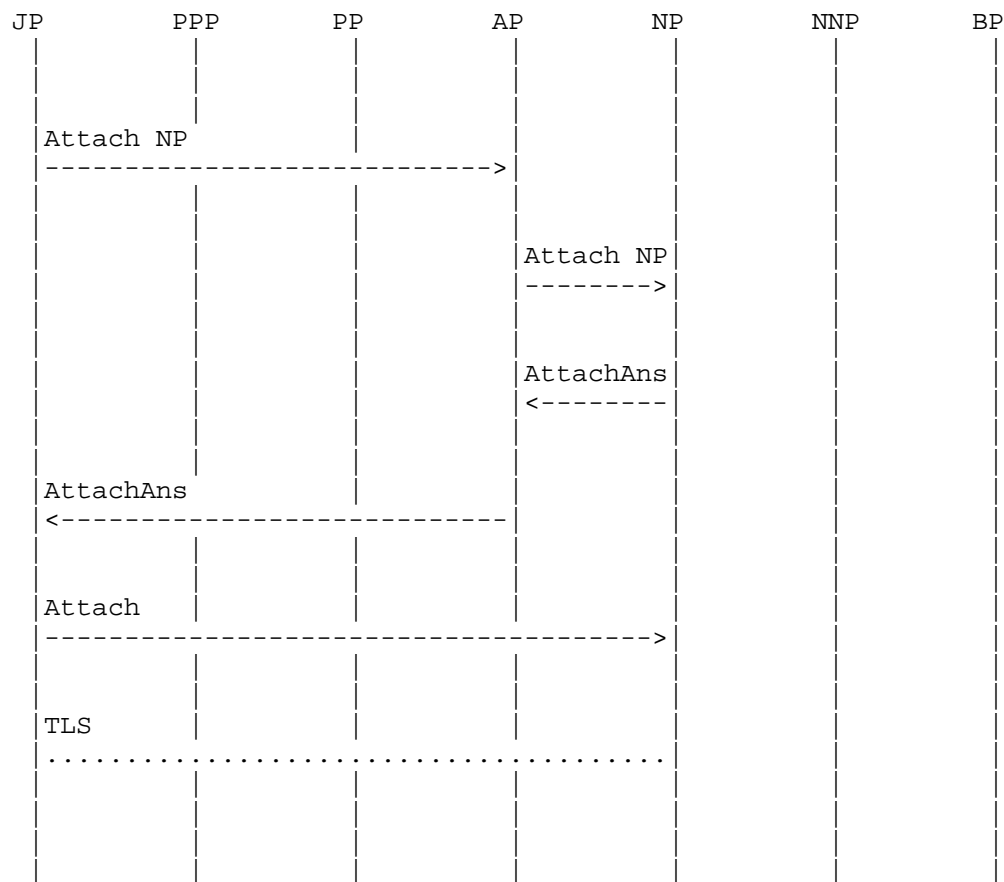 JP PPP PP AP NP NNP BP
Attach NP
Attach NP
AttachAns
AttachAns
Attach
TLS